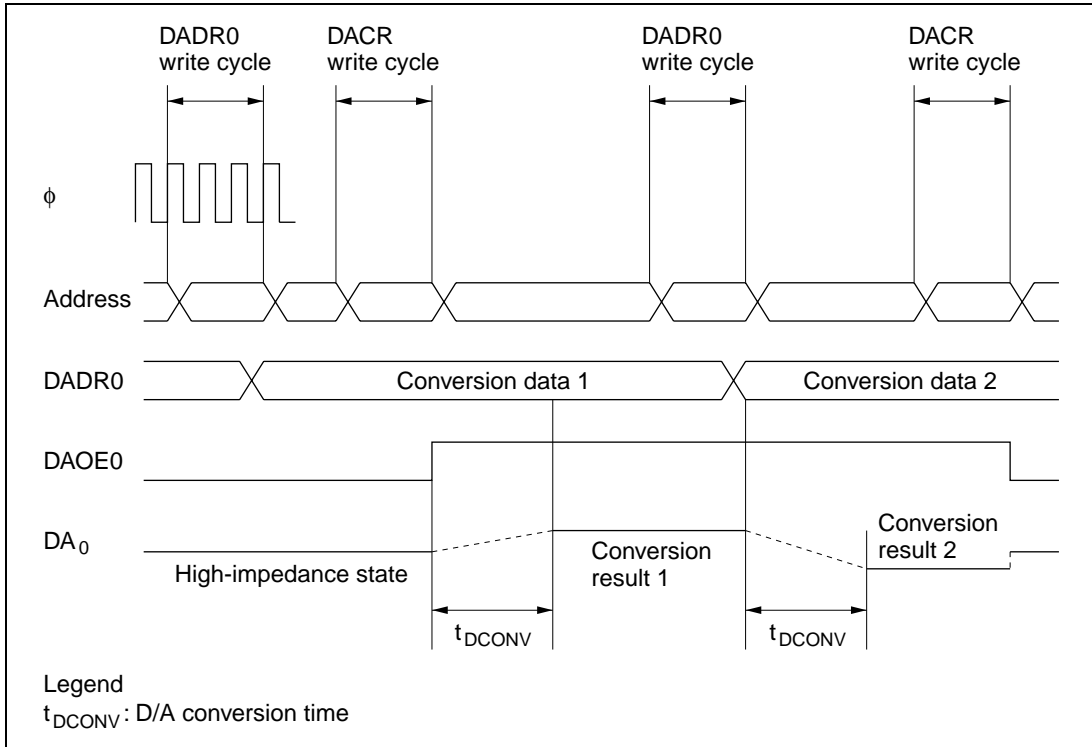 DADR0
write cycle
DACR
write cycle
DADR0
write cycle
DACR
write cycle
ϕ
Address
DADR0
Conversion data 1
Conversion data 2
DAOE0
DA0
High-impedance state
Conversion
result 1
Conversion
result 2
tDCONV
tDCONV
Legend
tDCONV : D/A conversion time